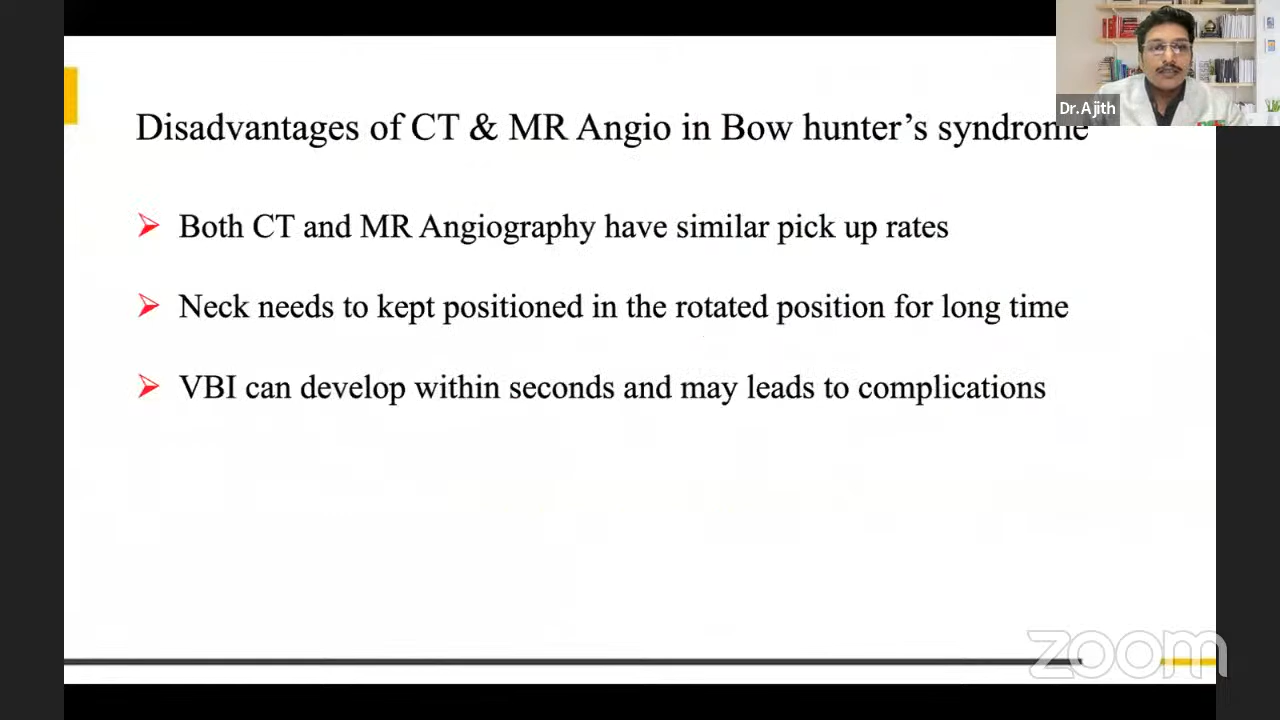 Dr.Ajith
Disadvantages of CT & MR Angio in Bow hunter’s syndrome
Both CT and MR Angiography have similar pick up rates
Neck needs to kept positioned in the rotated position for long time
VBI can develop within seconds and may leads to complications
zoom